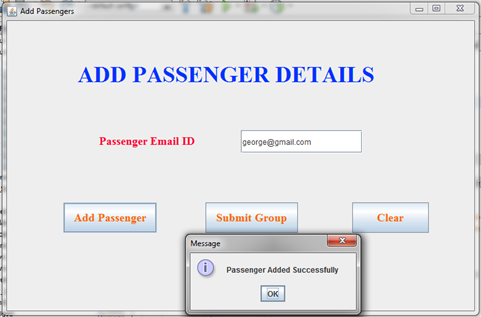 Add Passengers
ADD PASSENGER DETAILS
Passenger Email ID
george@gmail.com
Add Passenger
Submit Group
Clear
Message
Passenger Added Successfully
OK